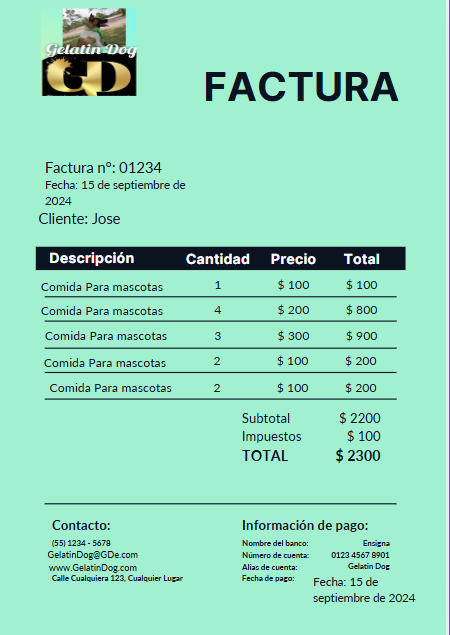 Gelatin Dog
GD
FACTURA
Factura n°: 01234
Fecha: 15 de septiembre de
2024
Cliente: Jose
Descripción Cantidad Precio Total
Comida Para mascotas 1 $ 100 $ 100
Comida Para mascotas 4 $ 200 $ 800
Comida Para mascotas 3 $ 300 $ 900
Comida Para mascotas 2 $ 100 $ 200
Comida Para mascotas 2 $ 100 $ 200
Subtotal $ 2200
Impuestos $ 100
TOTAL $ 2300
Contacto:
(55) 1234 - 5678
GelatinDog@GDe.com
www.GelatinDog.com
Calle Cualquiera 123, Cualquier Lugar
Información de pago:
Nombre del banco: Ensigna
Número de cuenta: 0123 4567 8901
Alias de cuenta: Gelatin Dog
Fecha de pago: Fecha: 15 de
septiembre de 2024